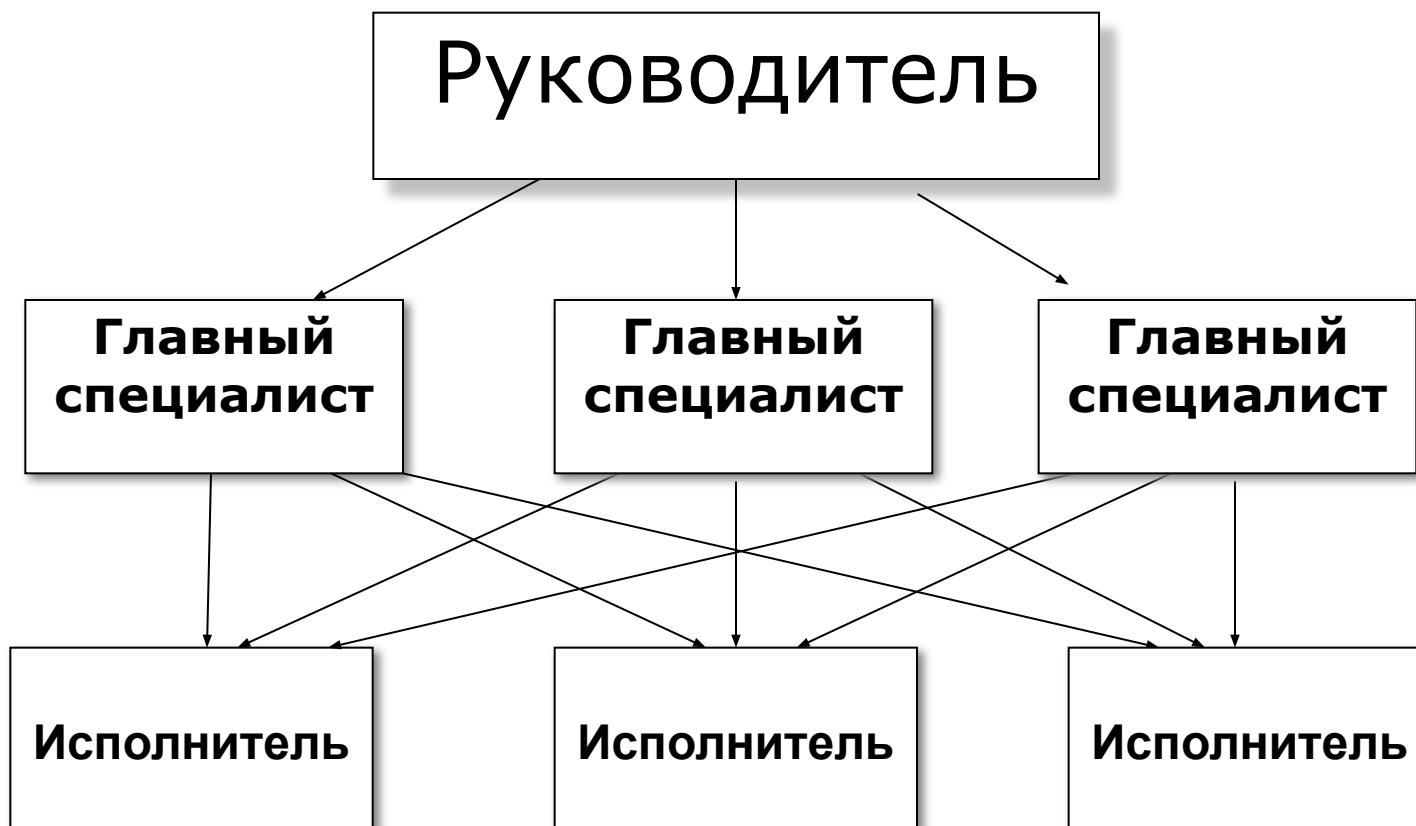 Руководитель
Главный
специалист
Главный
специалист
Главный
специалист
Исполнитель
Исполнитель
Исполнитель